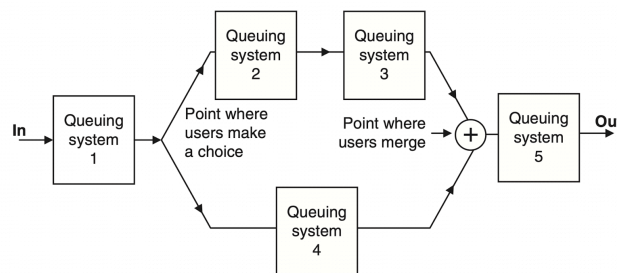 In
Queuing
system
1
Point where
users make
a choice
Queuing
system
2
Queuing
system
3
Point where
users merge
+
Queuing
system
4
Queuing
system
5
Ou